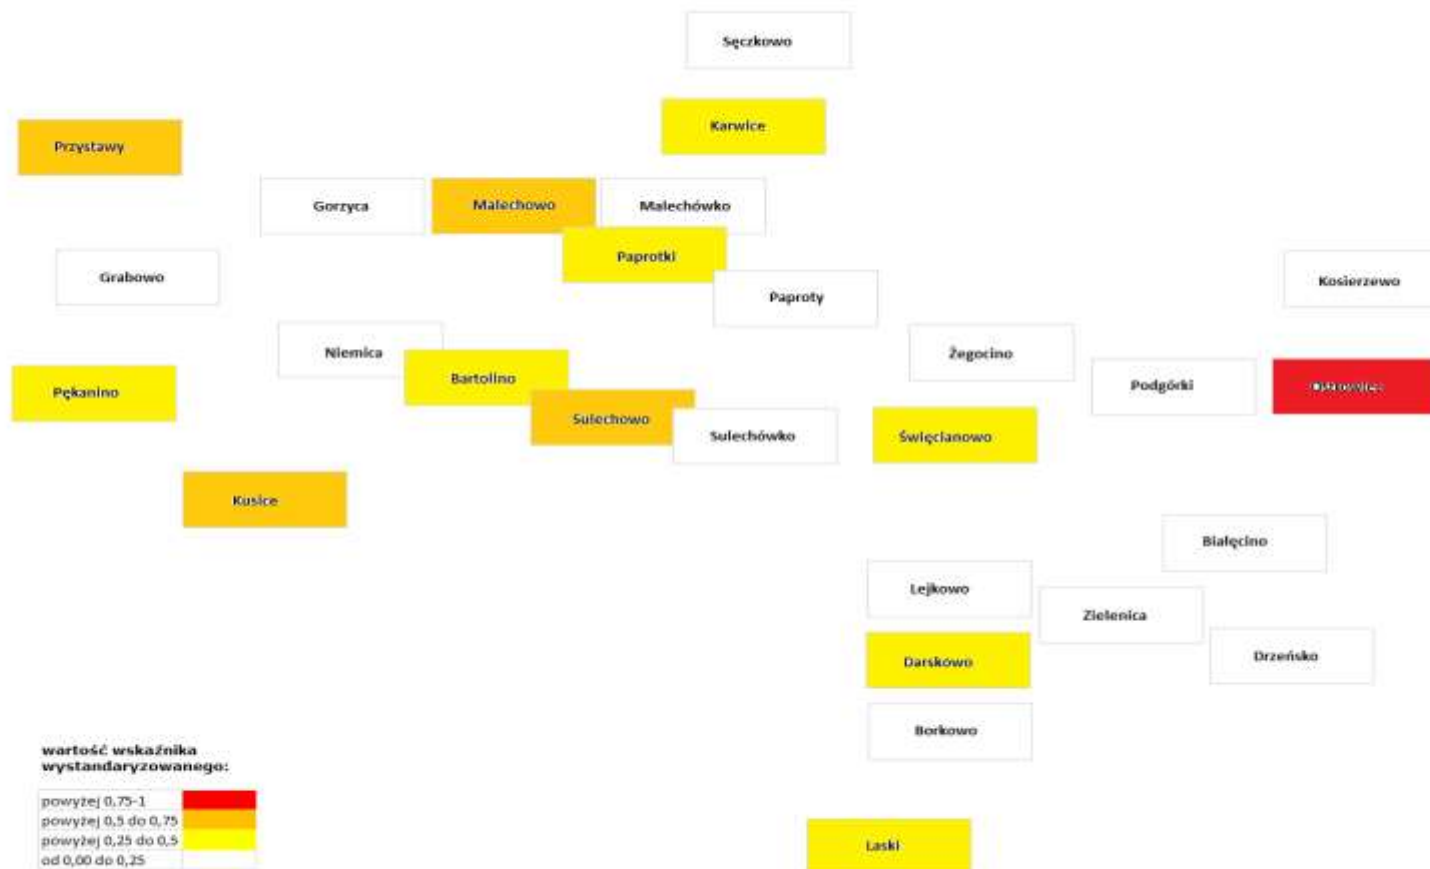 Sęczkowo
Karwice
Przystawy
Gorzyca
Malechowo
Malechówko
Paprotki
Grabowo
Paproty
Kosierzewo
Niemica
Żegocino
Bartolino
Podgórki
Pękanino
Sulechowo
Sulechówko
Święcianowo
Kusice
Białęcino
Lejkowo
Zielenica
Darskowo
Drzeńsko
Borkowo
wartość wskaźnika
wystandaryzowanego:
powyżej 0,75-1
powyżej 0,5 do 0,75
powyżej 0,25 do 0,5
od 0,00 do 0,25
Laski